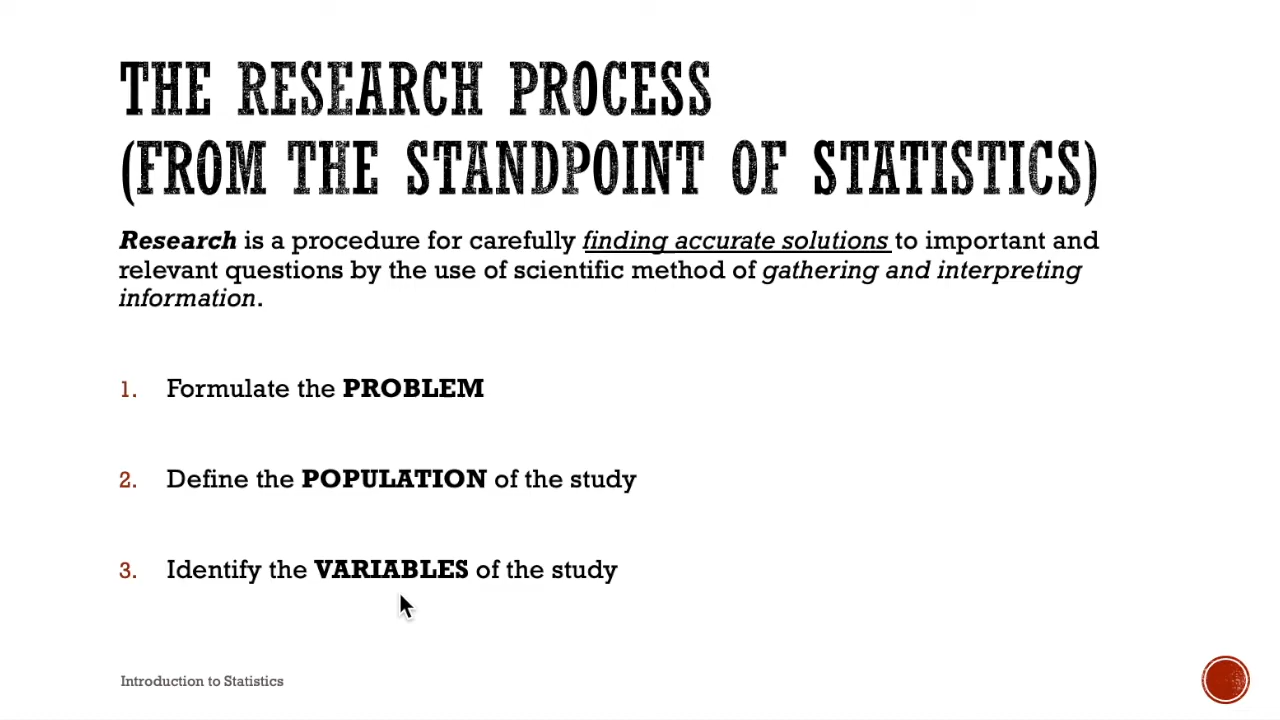 THE RESEARCH PROCESS
(FROM THE STANDPOINT OF STATISTICS)
Research is a procedure for carefully finding accurate solutions to important and
relevant questions by the use of scientific method of gathering and interpreting
information.
1. Formulate the PROBLEM
2. Define the POPULATION of the study
3. Identify the VARIABLES of the study
Introduction to Statistics